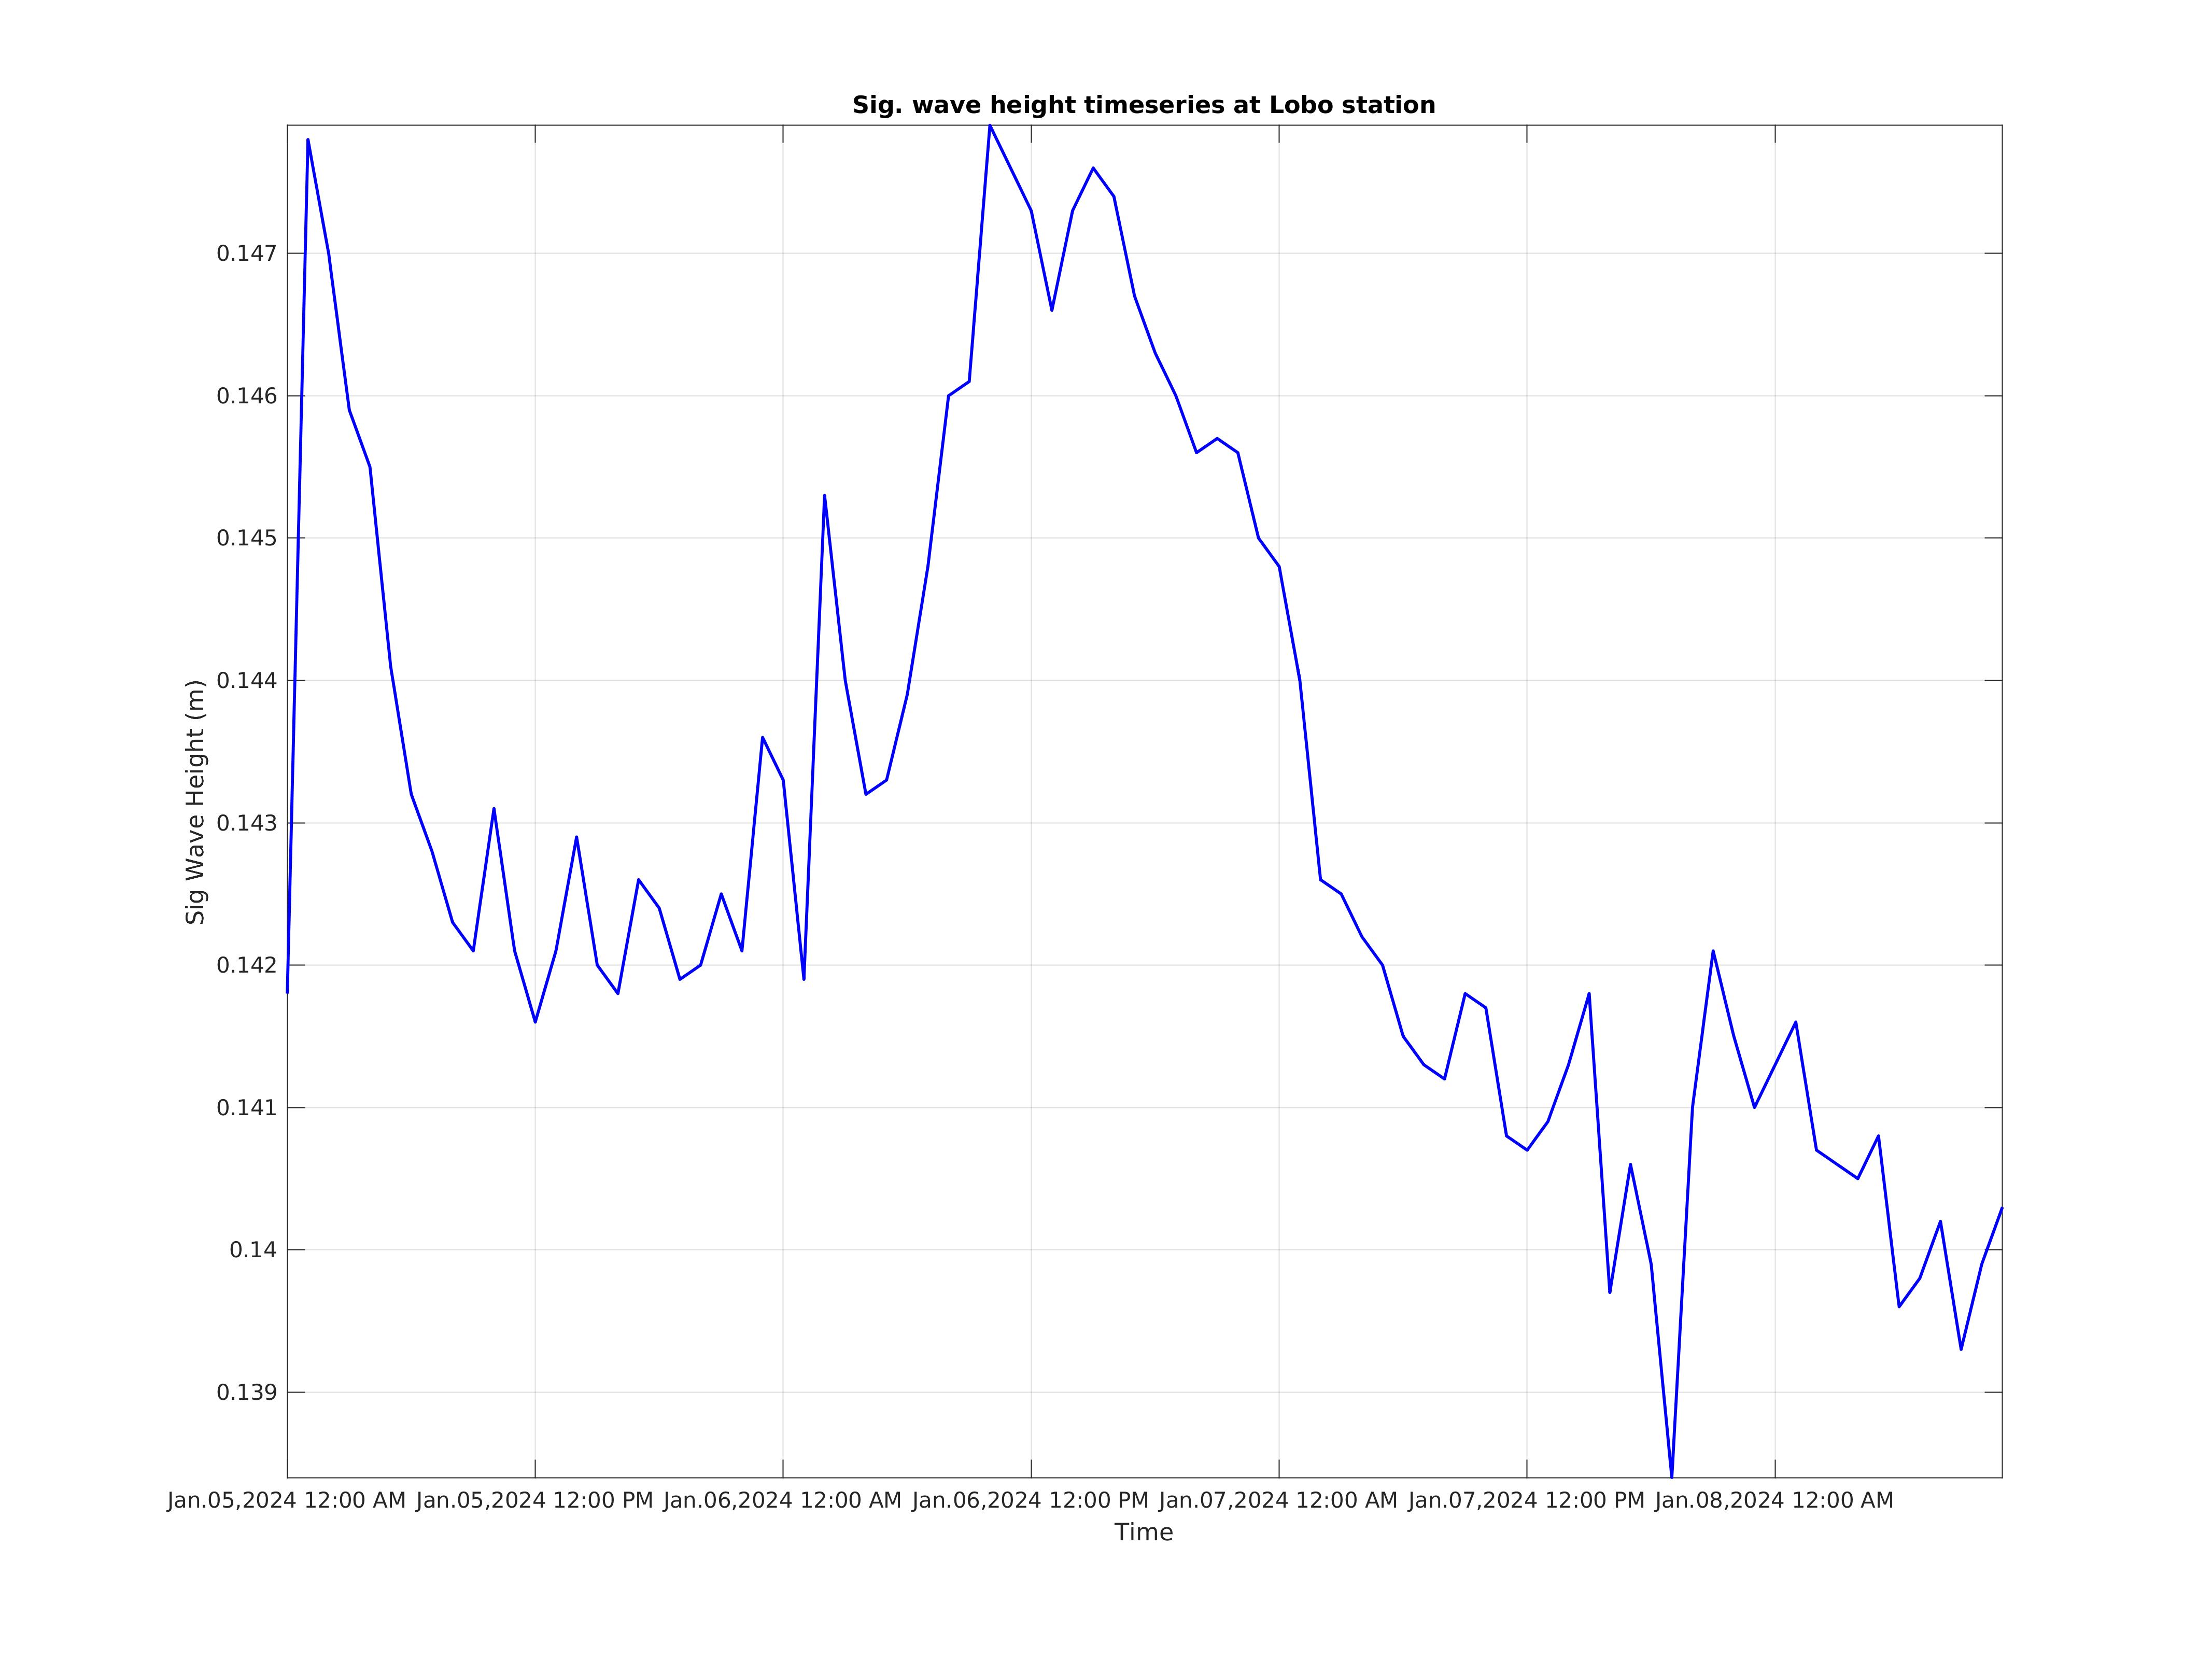 Sig. wave height timeseries at Lobo station
Sig Wave Height (m)
0.147
0.146
0.145
0.144
0.143
0.142
0.141
0.14
0.139
Jan.05,2024 12:00 AM Jan.05,2024 12:00 PM Jan.06,2024 12:00 AM Jan.06,2024 12:00 PM Jan.07,2024 12:00 AM Jan.07,2024 12:00 PM Jan.08,2024 12:00 AM
Time